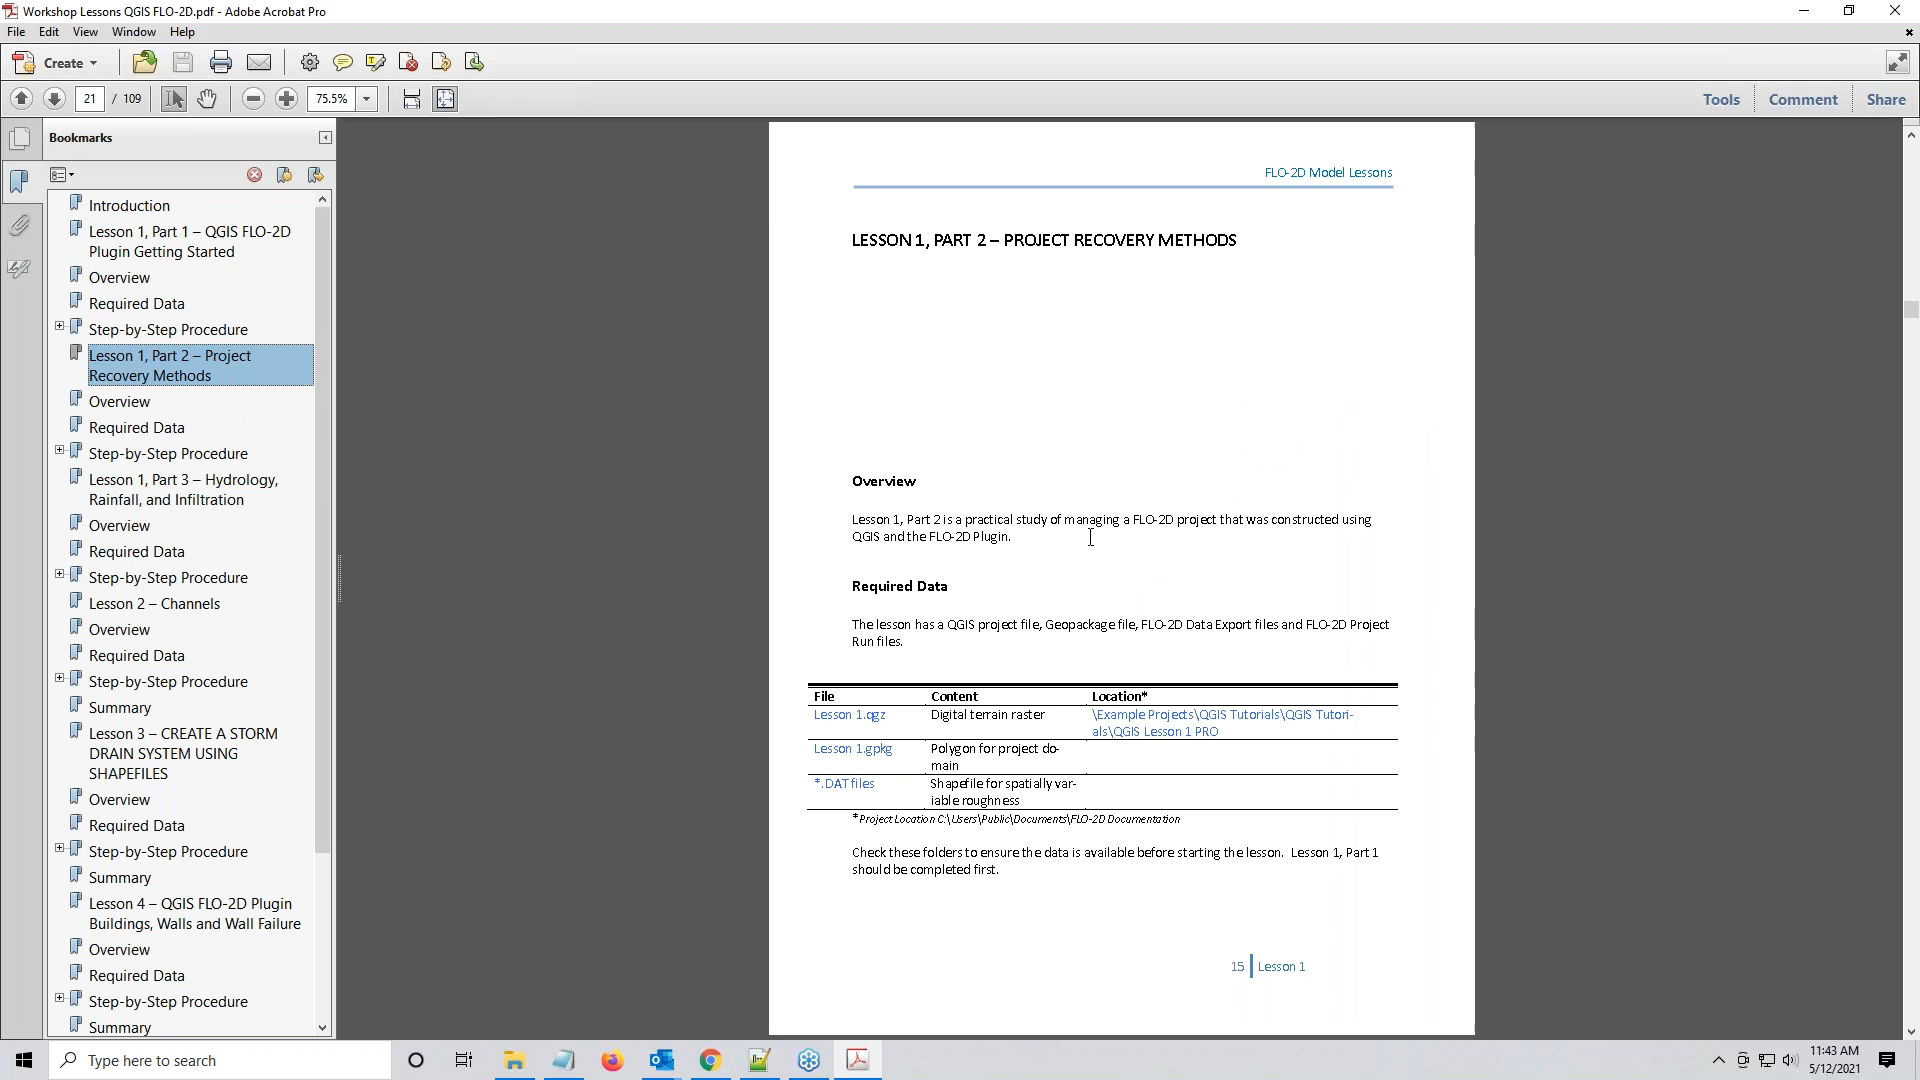 Workshop Lessons QGIS FLO-2D.pdf - Adobe Acrobat Pro
File Edit View Window Help
Create
21 / 109
75.5%
Tools Comment Share
Bookmarks
Introduction
Lesson 1, Part 1 – QGIS FLO-2D
Plugin Getting Started
Overview
Required Data
Step-by-Step Procedure
Lesson 1, Part 2 – Project
Recovery Methods
Overview
Required Data
Step-by-Step Procedure
Lesson 1, Part 3 – Hydrology,
Rainfall, and Infiltration
Overview
Required Data
Step-by-Step Procedure
Lesson 2 – Channels
Overview
Required Data
Step-by-Step Procedure
Summary
Lesson 3 – CREATE A STORM
DRAIN SYSTEM USING
SHAPEFILES
Overview
Required Data
Step-by-Step Procedure
Summary
Lesson 4 – QGIS FLO-2D Plugin
Buildings, Walls and Wall Failure
Overview
Required Data
Step-by-Step Procedure
Summary
FLO-2D Model Lessons
LESSON 1, PART 2 – PROJECT RECOVERY METHODS
Overview
Lesson 1, Part 2 is a practical study of managing a FLO-2D project that was constructed using
QGIS and the FLO-2D Plugin.
Required Data
The lesson has a QGIS project file, Geopackage file, FLO-2D Data Export files and FLO-2D Project
Run files.
File Content Location*
Lesson 1.qgz Digital terrain raster \Example Projects\QGIS Tutorials\QGIS Tutori-
als\QGIS Lesson 1 PRO
Lesson 1.gpkg Polygon for project do-
main
*.DAT files Shapefile for spatially var-
iable roughness
*Project Location C:\Users\Public\Documents\FLO-2D Documentation
Check these folders to ensure the data is available before starting the lesson. Lesson 1, Part 1
should be completed first.
15 Lesson 1
Type here to search
11:43 AM
5/12/2021